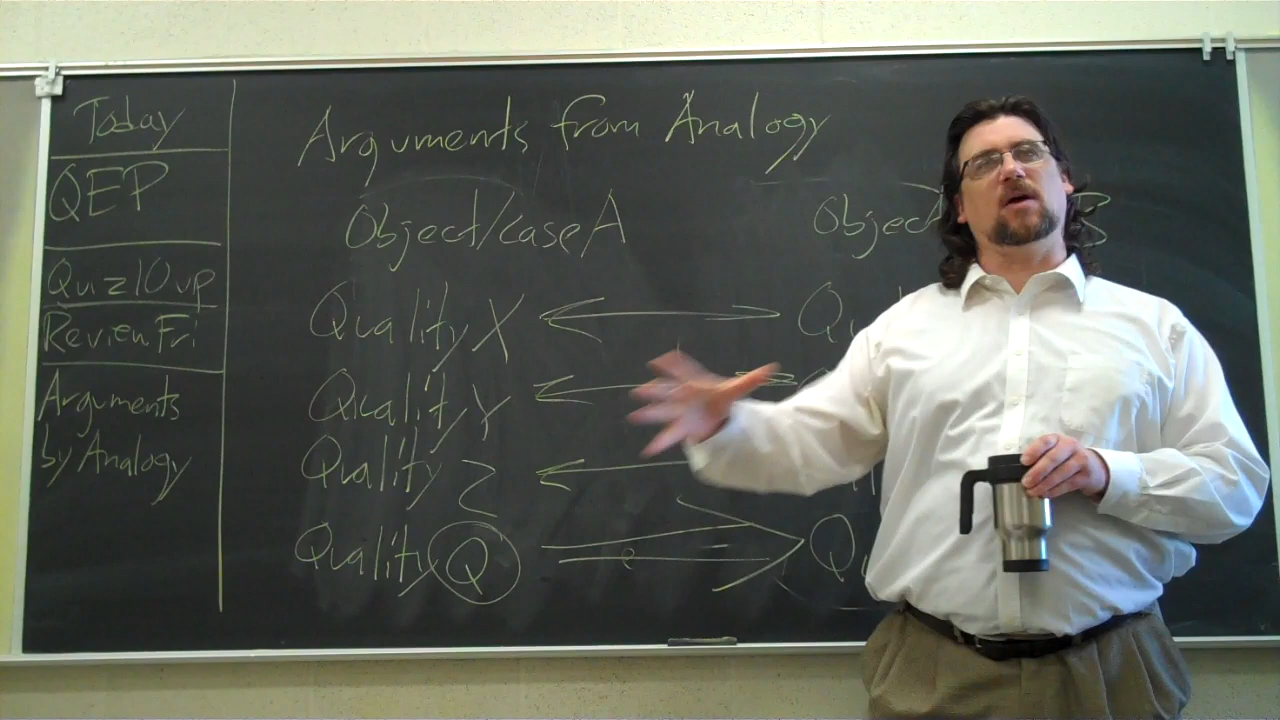 Today
QEP
Quiz 10 up
Review Fri
Arguments
by Analogy
Arguments from Analogy
Object/case A
Object B
Quality X
Quality Y
Quality Z
Quality Q